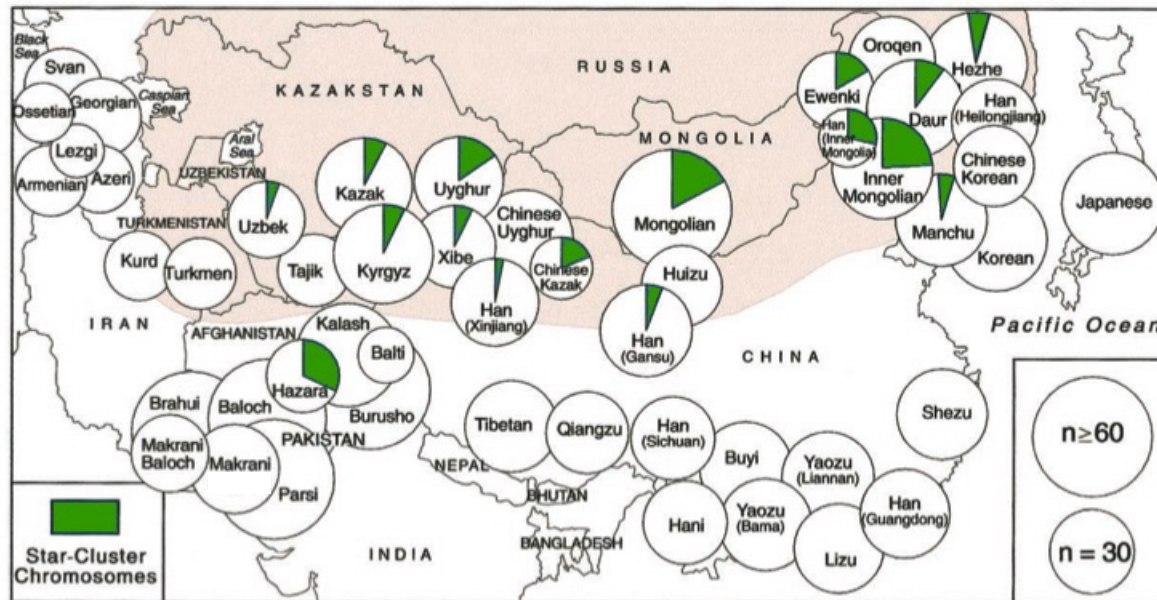 Black
Sea
Svan
Ossetian
Georgian
Caspian
Sea
Lezgi
Armenian
Azeri
KAZAKSTAN
RUSSIA
MONGOLIA
Aral
Sea
UZBEKISTAN
TURKMENISTAN
Uzbek
Kurd
Turkmen
Tajik
Kazak
Kyrgyz
Uyghur
Xibe
Chinese
Uyghur
Chinese
Kazak
Han
(Xinjiang)
Mongolian
Huizu
Han
(Gansu)
Oroqen
Hezhe
Ewenki
Daur
Han
(Heilongjiang)
Han
(Inner
Mongolia)
Inner
Mongolian
Chinese
Korean
Manchu
Korean
Japanese
IRAN
AFGHANISTAN
Kalash
Balti
Hazara
Burusho
Brahui
Baloch
PAKISTAN
Makrani
Baloch
Makrani
Parsi
CHINA
Pacific Ocean
Tibetan
Qiangzu
NEPAL
BHUTAN
BANGLADESH
INDIA
Han
(Sichuan)
Buyi
Yaozu
(Liannan)
Hani
Yaozu
(Bama)
Lizu
Han
(Guangdong)
Shezu
Star-Cluster
Chromosomes
n≥60
n = 30